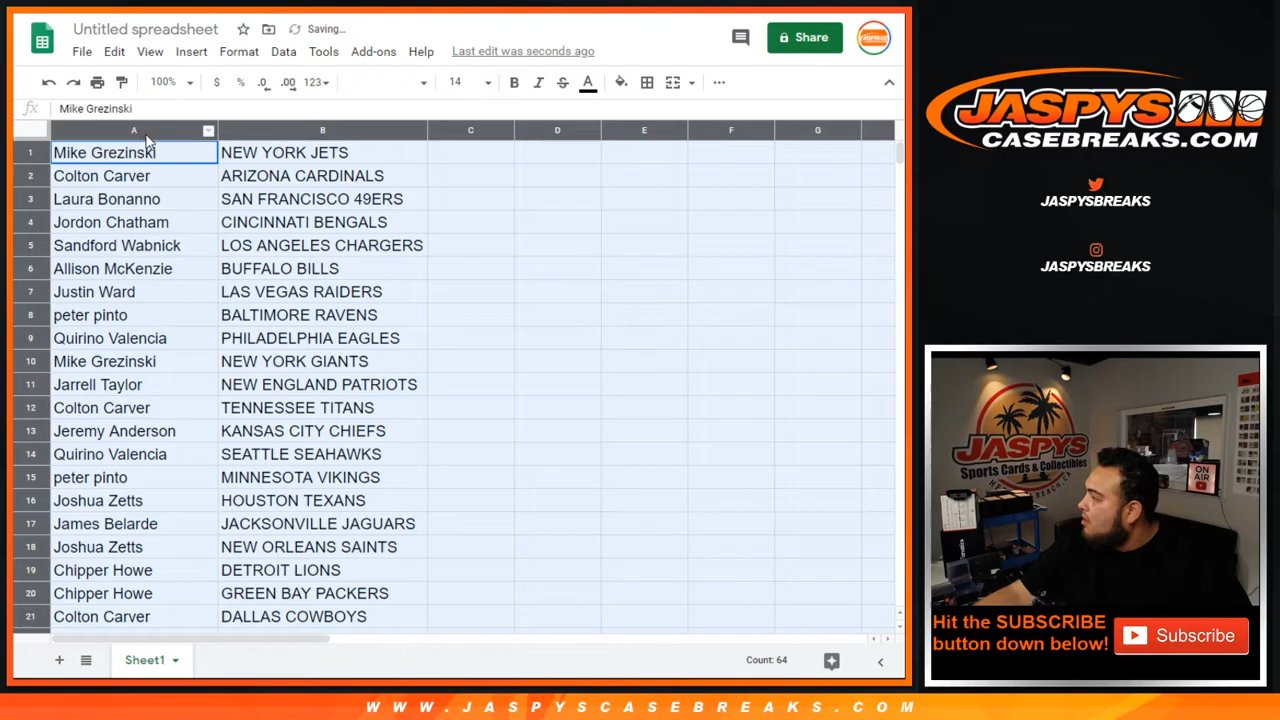 Untitled spreadsheet Saving...
File Edit View Insert Format Data Tools Add-ons Help Last edit was seconds ago
Share
100% $ % .0 .00 123 14 B I S A
fx Mike Grezinski
A B C D E F G
1 Mike Grezinski NEW YORK JETS
2 Colton Carver ARIZONA CARDINALS
3 Laura Bonanno SAN FRANCISCO 49ERS
4 Jordon Chatham CINCINNATI BENGALS
5 Sandford Wabnick LOS ANGELES CHARGERS
6 Allison McKenzie BUFFALO BILLS
7 Justin Ward LAS VEGAS RAIDERS
8 peter pinto BALTIMORE RAVENS
9 Quirino Valencia PHILADELPHIA EAGLES
10 Mike Grezinski NEW YORK GIANTS
11 Jarrell Taylor NEW ENGLAND PATRIOTS
12 Colton Carver TENNESSEE TITANS
13 Jeremy Anderson KANSAS CITY CHIEFS
14 Quirino Valencia SEATTLE SEAHAWKS
15 peter pinto MINNESOTA VIKINGS
16 Joshua Zetts HOUSTON TEXANS
17 James Belarde JACKSONVILLE JAGUARS
18 Joshua Zetts NEW ORLEANS SAINTS
19 Chipper Howe DETROIT LIONS
20 Chipper Howe GREEN BAY PACKERS
21 Colton Carver DALLAS COWBOYS
Sheet1 Count: 64
JASPYS
CASEBREAKS.COM
JASPYSBREAKS
JASPYSBREAKS
JASPYS
Sports Cards & Collectibles
ON
AIR
Hit the SUBSCRIBE
button down below!
Subscribe
WWW.JASPYSCASEBREAKS.COM